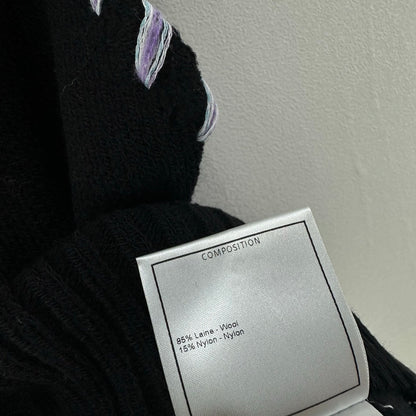 COMPOSITION
85% Laine - Wool
15% Nylon - Nylon